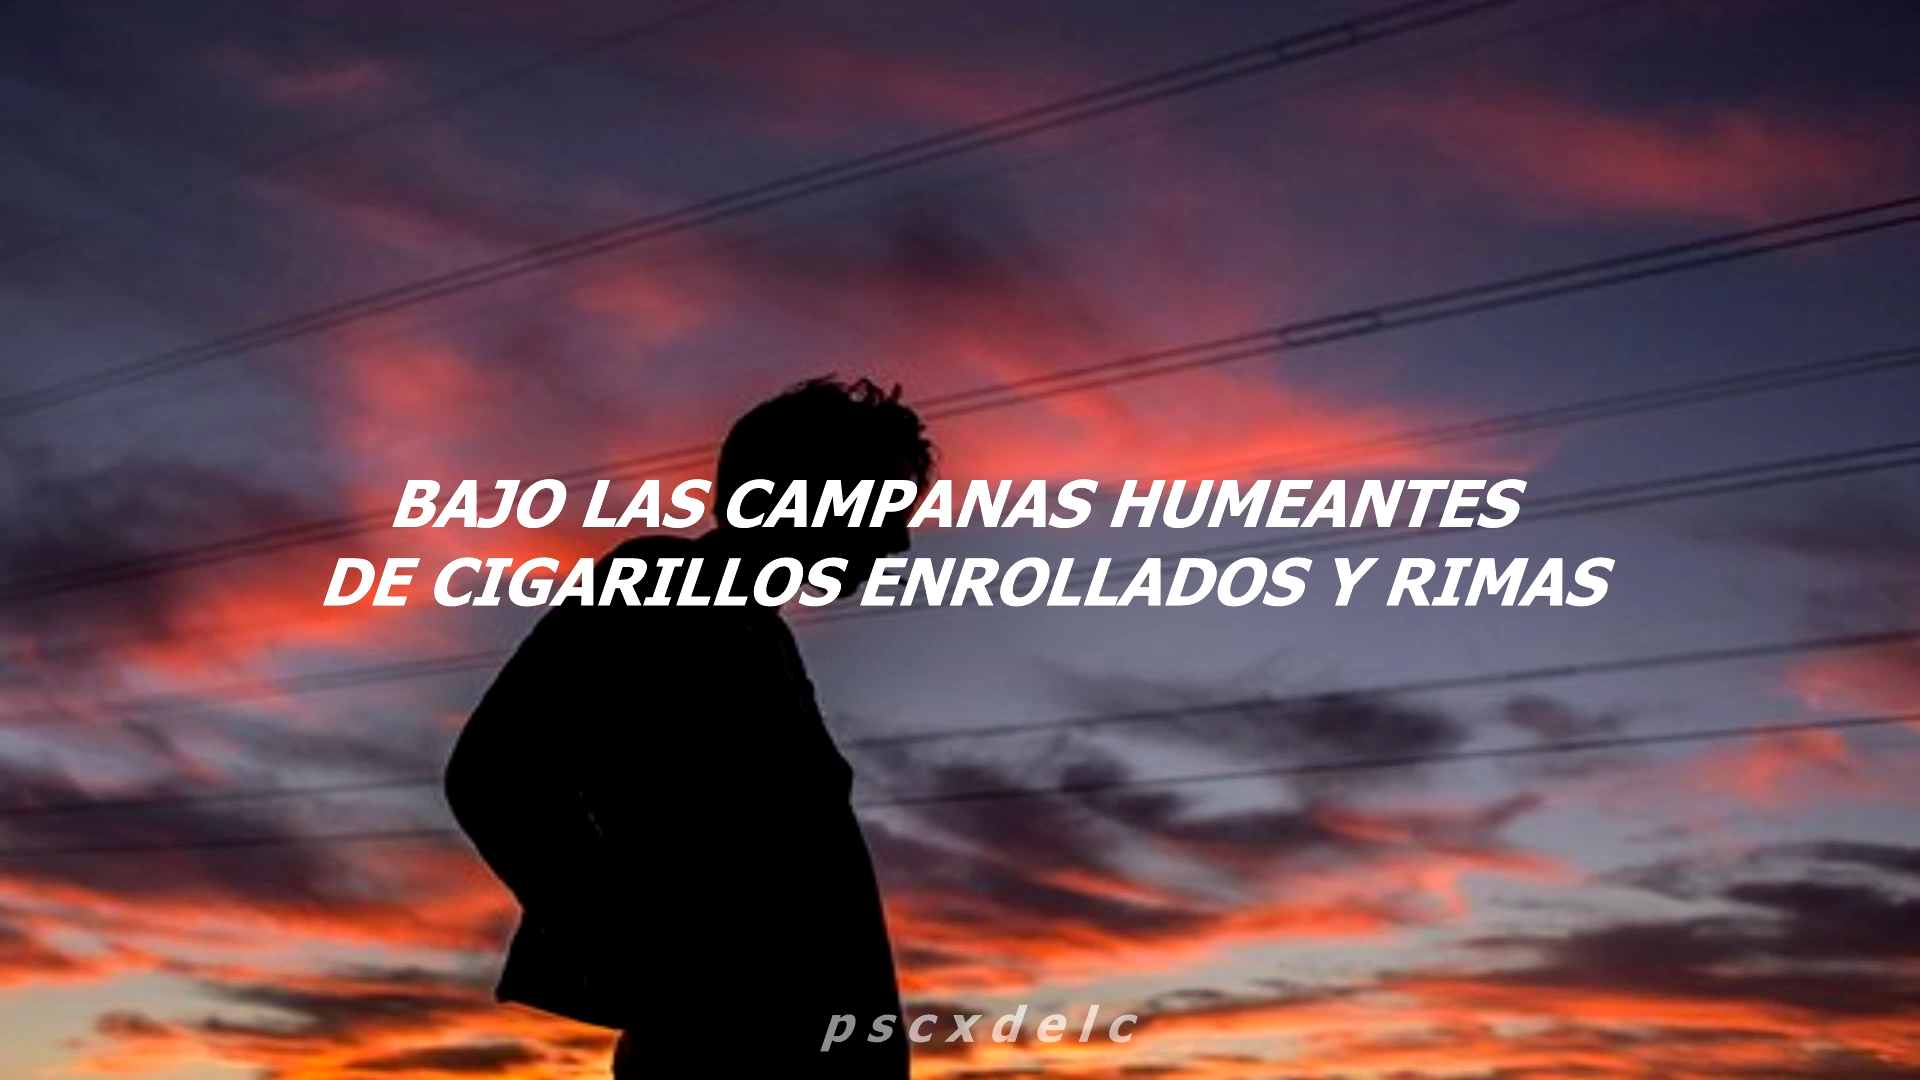 BAJO LAS CAMPANAS HUMEANTES
DE CIGARILLOS ENROLLADOS Y RIMAS
pscxdelc